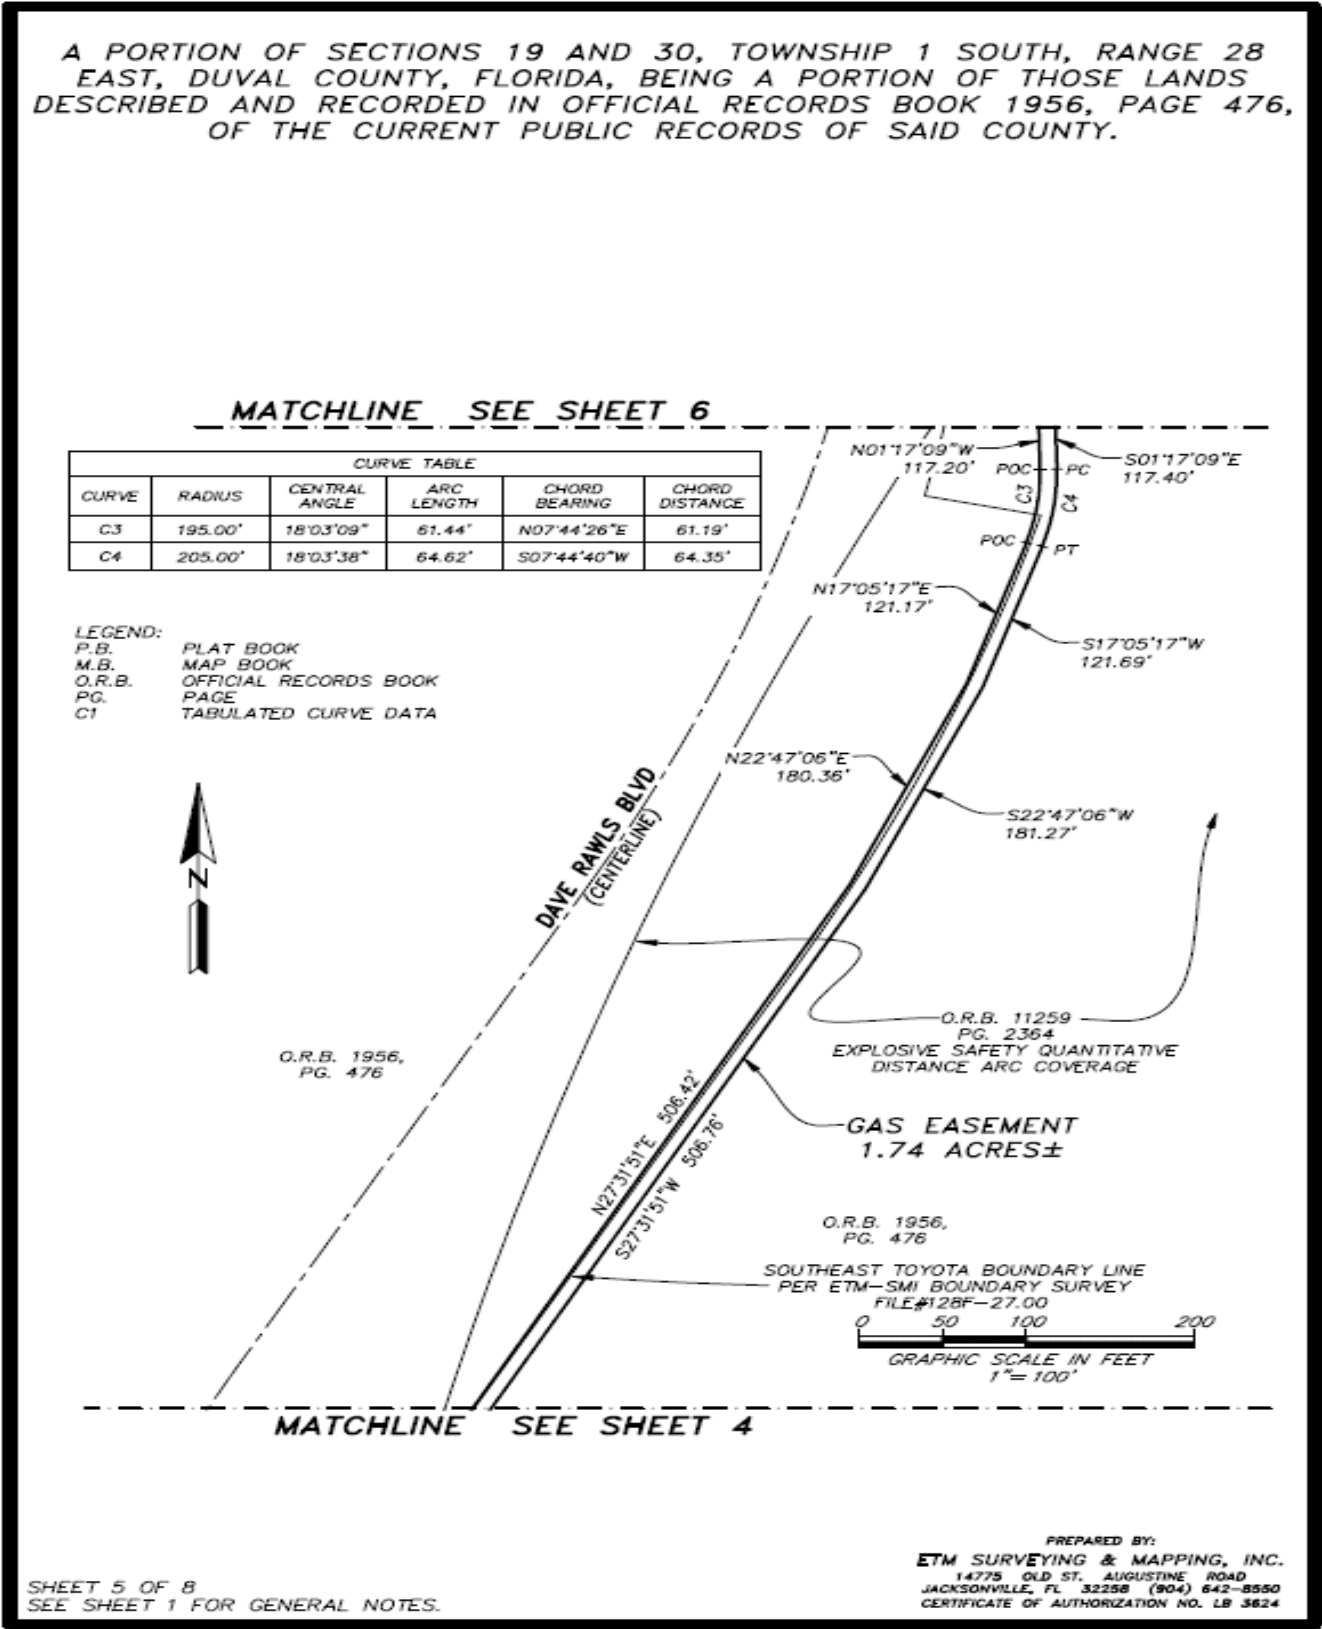 A PORTION OF SECTIONS 19 AND 30, TOWNSHIP 1 SOUTH, RANGE 28
EAST, DUVAL COUNTY, FLORIDA, BEING A PORTION OF THOSE LANDS
DESCRIBED AND RECORDED IN OFFICIAL RECORDS BOOK 1956, PAGE 476,
OF THE CURRENT PUBLIC RECORDS OF SAID COUNTY.
MATCHLINE SEE SHEET 6
CURVE TABLE
CURVE RADIUS CENTRAL ANGLE ARC LENGTH CHORD BEARING CHORD DISTANCE
C3 195.00' 18°03'09" 61.44' N07°44'26"E 61.19'
C4 205.00' 18°03'38" 64.62' S07°44'40"W 64.35'
N01°17'09"W
117.20'
S01°17'09"E
117.40'
POC
PC
C3
C4
POC
PT
N17°05'17"E
121.17'
S17°05'17"W
121.69'
LEGEND:
P.B. PLAT BOOK
M.B. MAP BOOK
O.R.B. OFFICIAL RECORDS BOOK
PG. PAGE
C1 TABULATED CURVE DATA
N22°47'06"E
180.36'
S22°47'06"W
181.27'
DAVE RAWLS BLVD
(CENTERLINE)
N
O.R.B. 11259
PG. 2364
EXPLOSIVE SAFETY QUANTITATIVE
DISTANCE ARC COVERAGE
O.R.B. 1956,
PG. 476
GAS EASEMENT
1.74 ACRES±
N27°31'51"E 506.42'
S27°31'51"W 506.76'
O.R.B. 1956,
PG. 476
SOUTHEAST TOYOTA BOUNDARY LINE
PER ETM-SMI BOUNDARY SURVEY
FILE#128F-27.00
0 50 100 200
GRAPHIC SCALE IN FEET
1"= 100'
MATCHLINE SEE SHEET 4
PREPARED BY:
ETM SURVEYING & MAPPING, INC.
14775 OLD ST. AUGUSTINE ROAD
JACKSONVILLE, FL 32258 (904) 642-8550
CERTIFICATE OF AUTHORIZATION NO. LB 3624
SHEET 5 OF 8
SEE SHEET 1 FOR GENERAL NOTES.